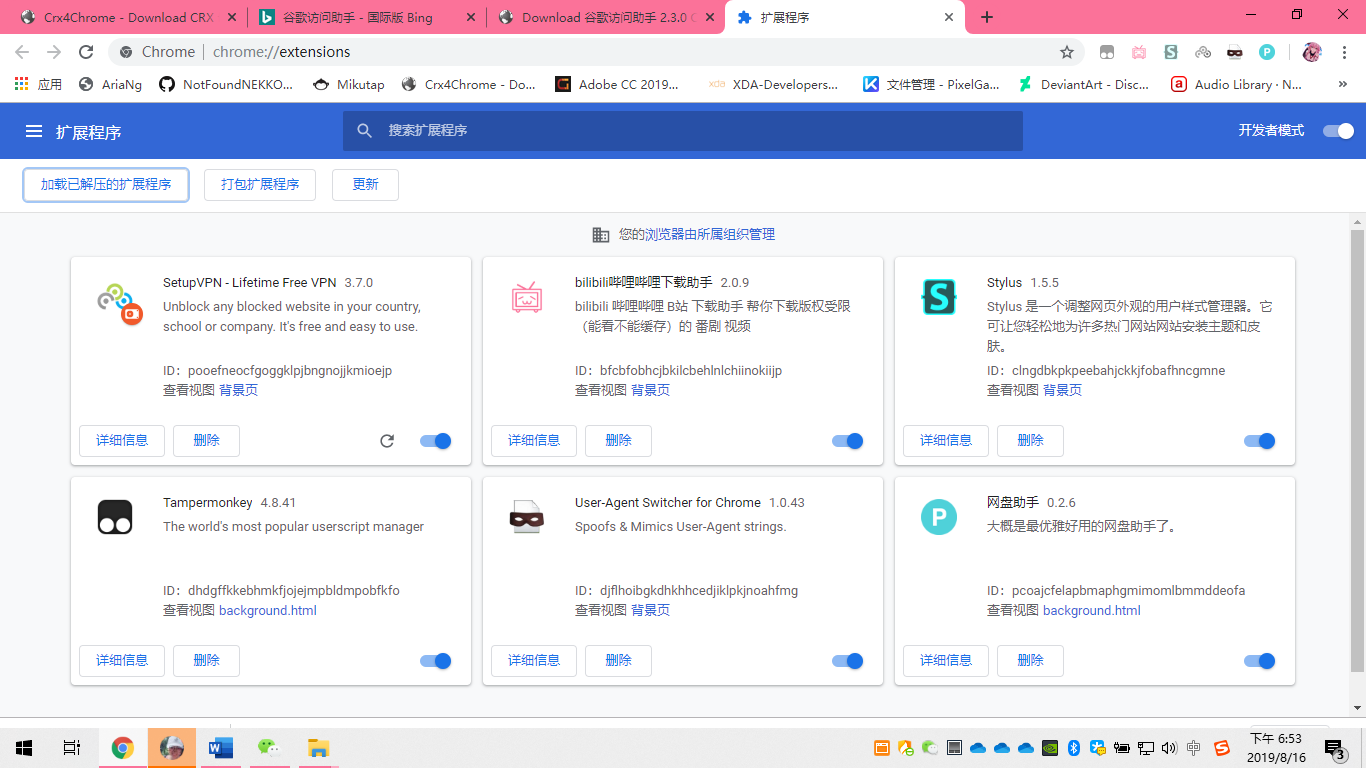 Crx4Chrome - Download CRX
谷歌访问助手 - 国际版 Bing
Download 谷歌访问助手 2.3.0 C
扩展程序
Chrome
chrome://extensions
应用
AriaNg
NotFoundNEKKO...
Mikutap
Crx4Chrome - Do...
Adobe CC 2019...
XDA-Developers...
文件管理 - PixelGa...
DeviantArt - Disc...
Audio Library · N...
扩展程序
搜索扩展程序
开发者模式
加载已解压的扩展程序
打包扩展程序
更新
您的浏览器由所属组织管理
SetupVPN - Lifetime Free VPN 3.7.0
Unblock any blocked website in your country,
school or company. It's free and easy to use.
ID：pooefneocfgoggklpjbngnojjkmioejp
查看视图 背景页
详细信息
删除
bilibili哔哩哔哩下载助手 2.0.9
bilibili 哔哩哔哩 B站 下载助手 帮你下载版权受限
（能看不能缓存）的 番剧 视频
ID：bfcbfobhcjbkilcbehlnlchiinokiijp
查看视图 背景页
详细信息
删除
Stylus 1.5.5
Stylus 是一个调整网页外观的用户样式管理器。它
可让您轻松地为许多热门网站网站安装主题和皮
肤。
ID：clngdbkpkpeebahjckkjfobafhncgmne
查看视图 背景页
详细信息
删除
Tampermonkey 4.8.41
The world's most popular userscript manager
ID：dhdgffkkebhmkfjojejmpbldmpobfkfo
查看视图 background.html
详细信息
删除
User-Agent Switcher for Chrome 1.0.43
Spoofs & Mimics User-Agent strings.
ID：djflhoibgkdhkhhcedjiklpkjnoahfmg
查看视图 背景页
详细信息
删除
网盘助手 0.2.6
大概是最优雅好用的网盘助手了。
ID：pcoajcfelapbmaphgmimomlbmmddeofa
查看视图 background.html
详细信息
删除
中
下午 6:53
2019/8/16
3